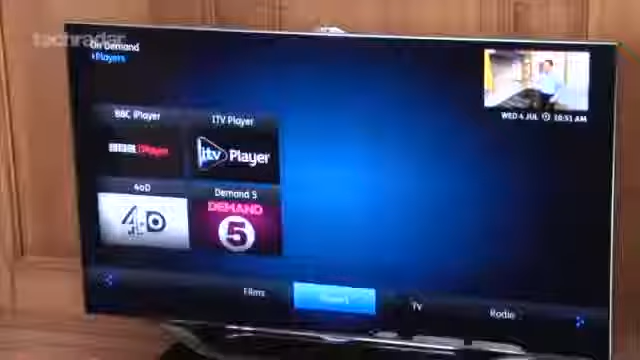 techradar
On Demand
Players
WED 4 JUL 10:51 AM
BBC iPlayer
ITV Player
BBC iPlayer
itv Player
4oD
Demand 5
4oD
DEMAND
5
Films
Players
TV
Radio